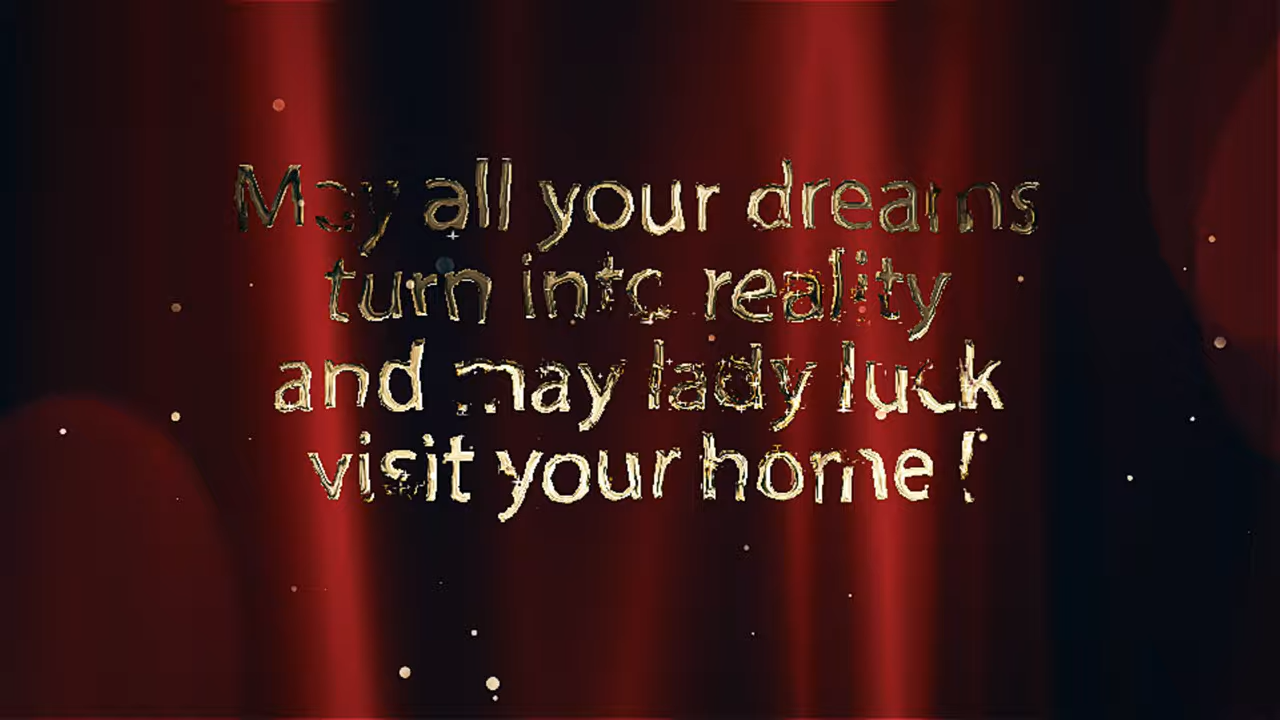 May all your dreams
turn into reality
and may lady luck
visit your home !